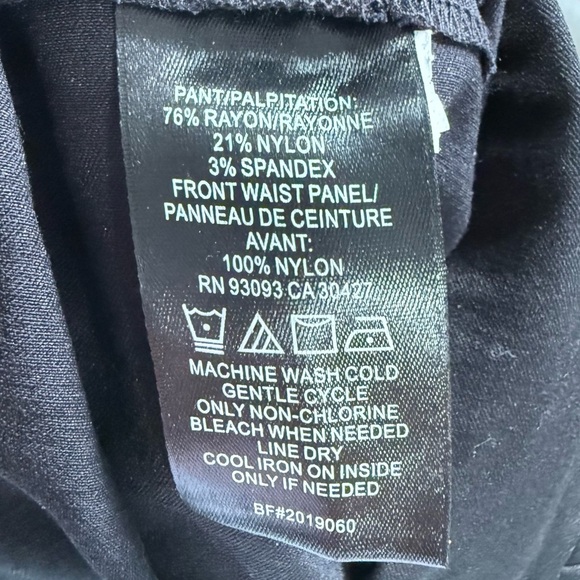 PANT/PALPITATION:
76% RAYON/RAYONNE
21% NYLON
3% SPANDEX
FRONT WAIST PANEL/
PANNEAU DE CEINTURE
AVANT:
100% NYLON
RN 93093 CA 30427
MACHINE WASH COLD
GENTLE CYCLE
ONLY NON-CHLORINE
BLEACH WHEN NEEDED
LINE DRY
COOL IRON ON INSIDE
ONLY IF NEEDED
BF#2019060